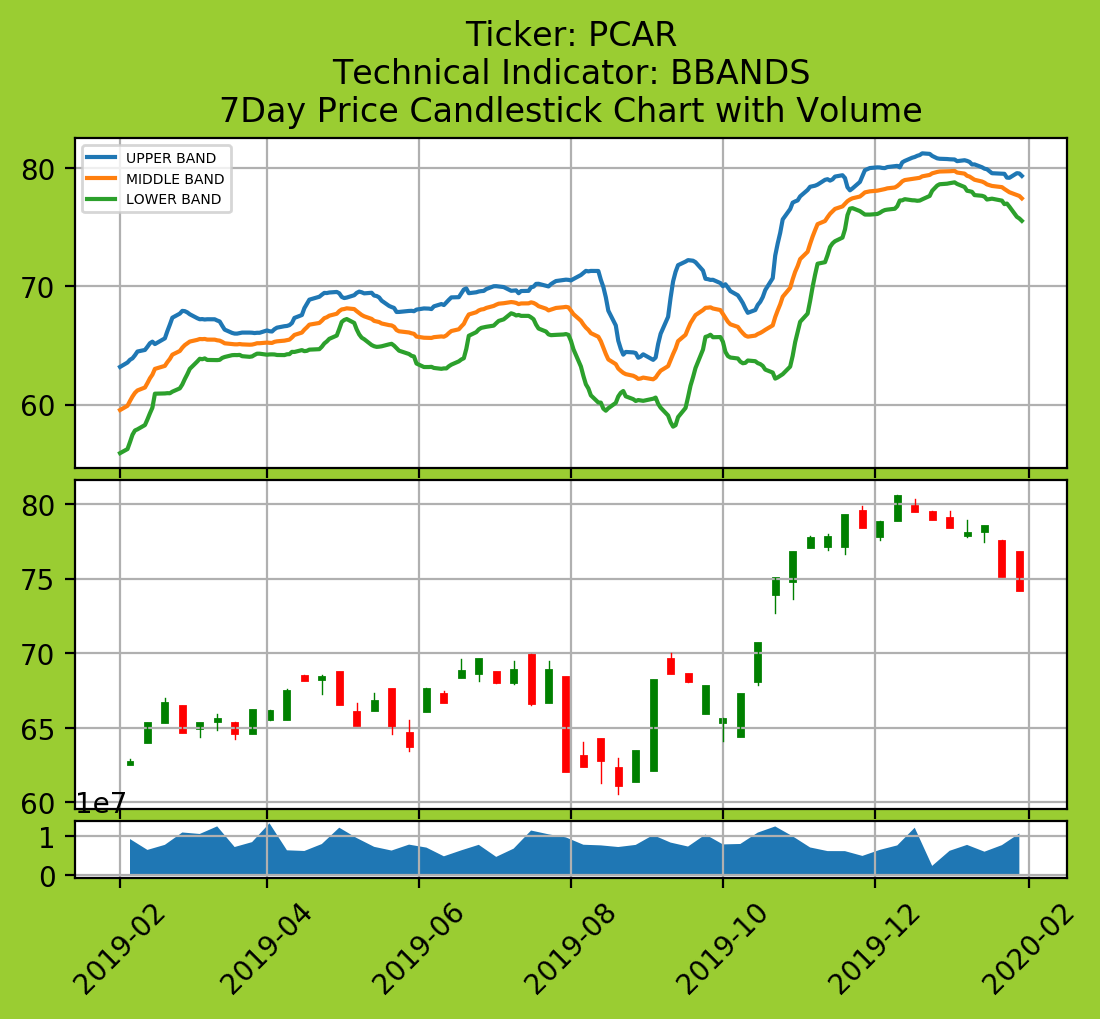 Ticker: PCAR
Technical Indicator: BBANDS
7Day Price Candlestick Chart with Volume
UPPER BAND
MIDDLE BAND
LOWER BAND
80
70
60
80
75
70
65
60
1e7
1
0
2019-02
2019-04
2019-06
2019-08
2019-10
2019-12
2020-02